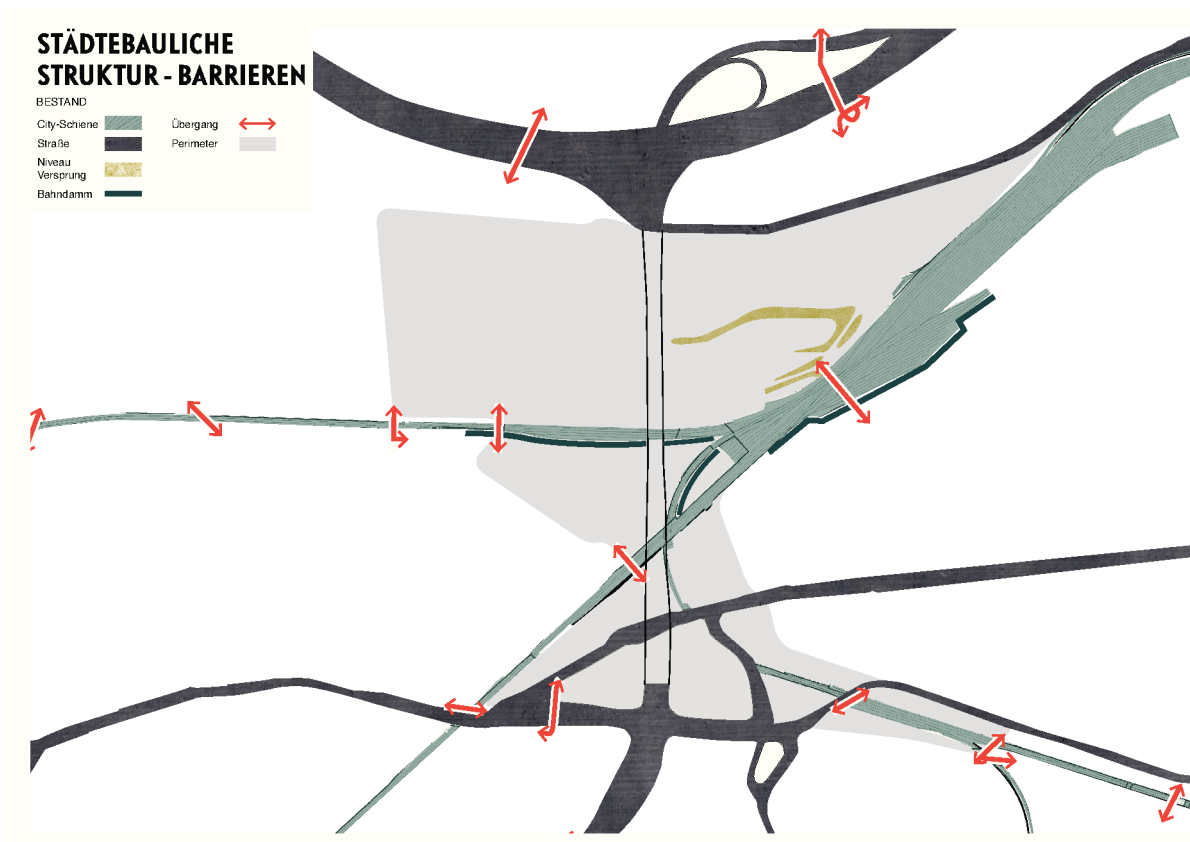 STÄDTEBAULICHE
STRUKTUR - BARRIEREN
BESTAND
City-Schiene
Straße
Niveau
Versprung
Bahndamm
Übergang
Perimeter